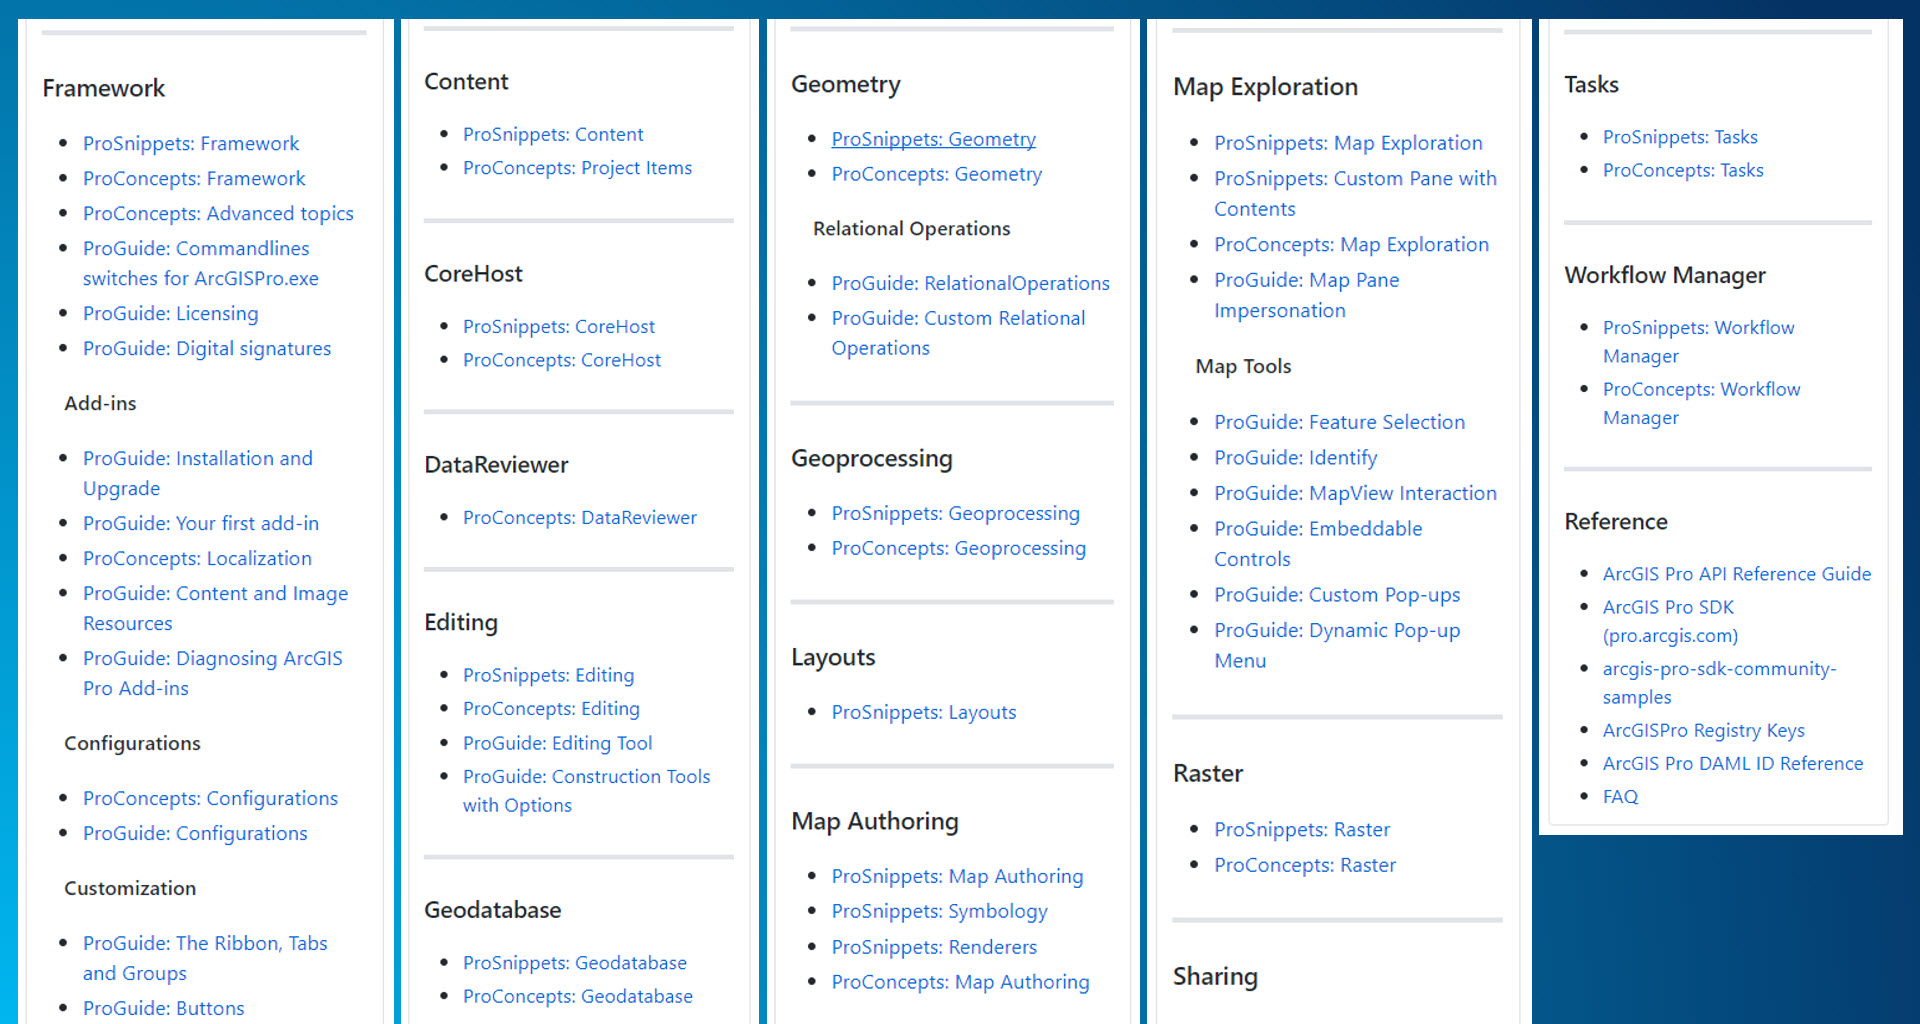 Framework
ProSnippets: Framework
ProConcepts: Framework
ProConcepts: Advanced topics
ProGuide: Commandlines
switches for ArcGISPro.exe
ProGuide: Licensing
ProGuide: Digital signatures
Add-ins
ProGuide: Installation and
Upgrade
ProGuide: Your first add-in
ProConcepts: Localization
ProGuide: Content and Image
Resources
ProGuide: Diagnosing ArcGIS
Pro Add-ins
Configurations
ProConcepts: Configurations
ProGuide: Configurations
Customization
ProGuide: The Ribbon, Tabs
and Groups
ProGuide: Buttons
Content
ProSnippets: Content
ProConcepts: Project Items
CoreHost
ProSnippets: CoreHost
ProConcepts: CoreHost
DataReviewer
ProConcepts: DataReviewer
Editing
ProSnippets: Editing
ProConcepts: Editing
ProGuide: Editing Tool
ProGuide: Construction Tools
with Options
Geodatabase
ProSnippets: Geodatabase
ProConcepts: Geodatabase
Geometry
ProSnippets: Geometry
ProConcepts: Geometry
Relational Operations
ProGuide: RelationalOperations
ProGuide: Custom Relational
Operations
Geoprocessing
ProSnippets: Geoprocessing
ProConcepts: Geoprocessing
Layouts
ProSnippets: Layouts
Map Authoring
ProSnippets: Map Authoring
ProSnippets: Symbology
ProSnippets: Renderers
ProConcepts: Map Authoring
Map Exploration
ProSnippets: Map Exploration
ProSnippets: Custom Pane with
Contents
ProConcepts: Map Exploration
ProGuide: Map Pane
Impersonation
Map Tools
ProGuide: Feature Selection
ProGuide: Identify
ProGuide: MapView Interaction
ProGuide: Embeddable
Controls
ProGuide: Custom Pop-ups
ProGuide: Dynamic Pop-up
Menu
Raster
ProSnippets: Raster
ProConcepts: Raster
Sharing
Tasks
ProSnippets: Tasks
ProConcepts: Tasks
Workflow Manager
ProSnippets: Workflow
Manager
ProConcepts: Workflow
Manager
Reference
ArcGIS Pro API Reference Guide
ArcGIS Pro SDK
(pro.arcgis.com)
arcgis-pro-sdk-community-
samples
ArcGISPro Registry Keys
ArcGIS Pro DAML ID Reference
FAQ